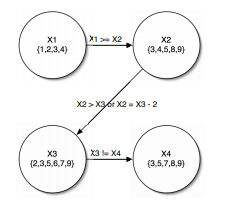 X1
{1,2,3,4}
X1 >= X2
X2
{3,4,5,8,9}
X2 > X3 or X2 = X3 - 2
X3
{2,3,5,6,7,9}
X3 != X4
X4
{3,5,7,8,9}